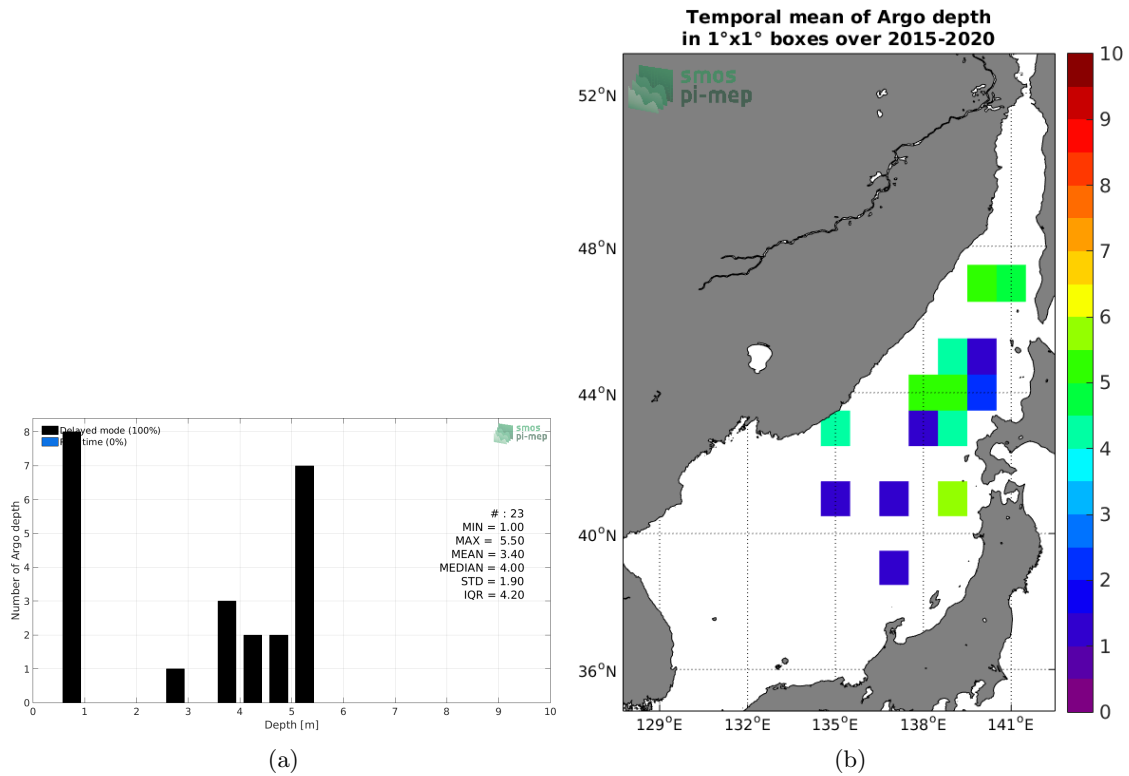 8
7
6
5
4
3
2
1
0
Number of Argo depth
Delayed mode (100%)
time (0%)
smos
pi-mep
# : 23
MIN = 1.00
MAX = 5.50
MEAN = 3.40
MEDIAN = 4.00
STD = 1.90
IQR = 4.20
0 1 2 3 4 5 6 7 8 9 10
Depth [m]
(a)
Temporal mean of Argo depth
in 1°x1° boxes over 2015-2020
smos
pi-mep
52°N
48°N
44°N
40°N
36°N
129°E 132°E 135°E 138°E 141°E
10
9
8
7
6
5
4
3
2
1
0
(b)